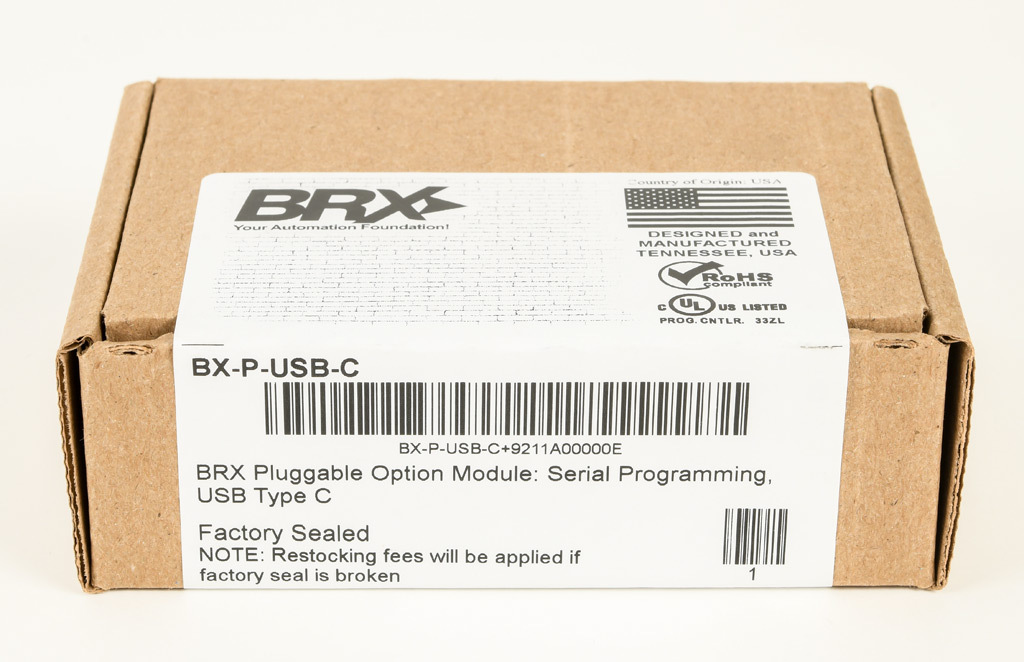 BRX
Your Automation Foundation!
Country of Origin: USA
DESIGNED and
MANUFACTURED
TENNESSEE, USA
RoHS
compliant
C UL US LISTED
PROG. CNTLR. 33ZL
BX-P-USB-C
BX-P-USB-C+9211A00000E
BRX Pluggable Option Module: Serial Programming,
USB Type C
Factory Sealed
NOTE: Restocking fees will be applied if
factory seal is broken
1